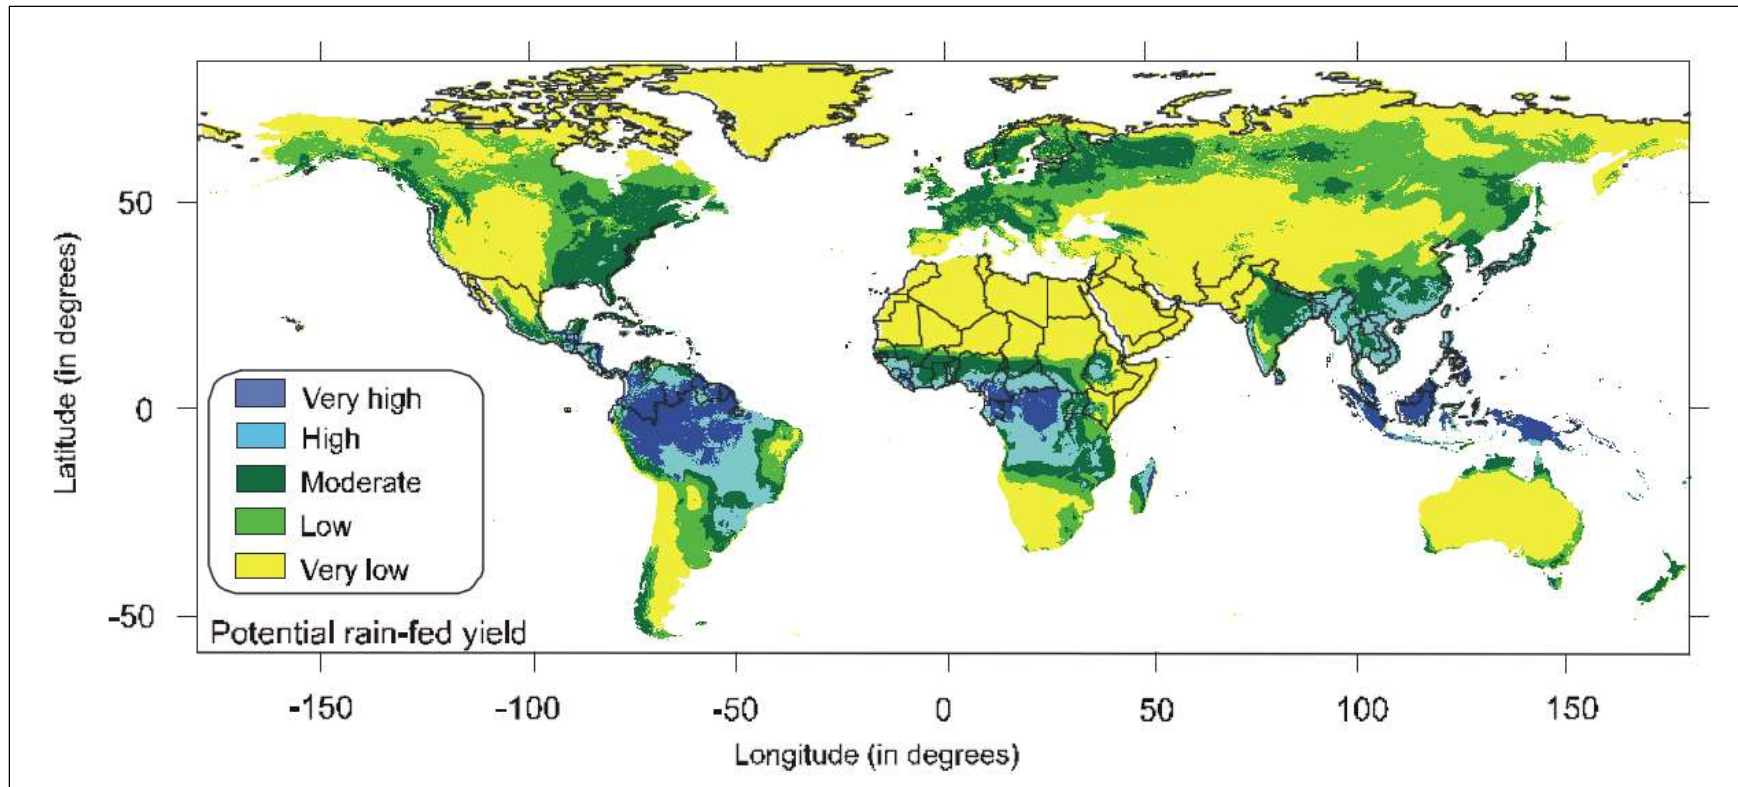 50
0
-50
Latitude (in degrees)
Very high
High
Moderate
Low
Very low
Potential rain-fed yield
-150
-100
-50
0
50
100
150
Longitude (in degrees)